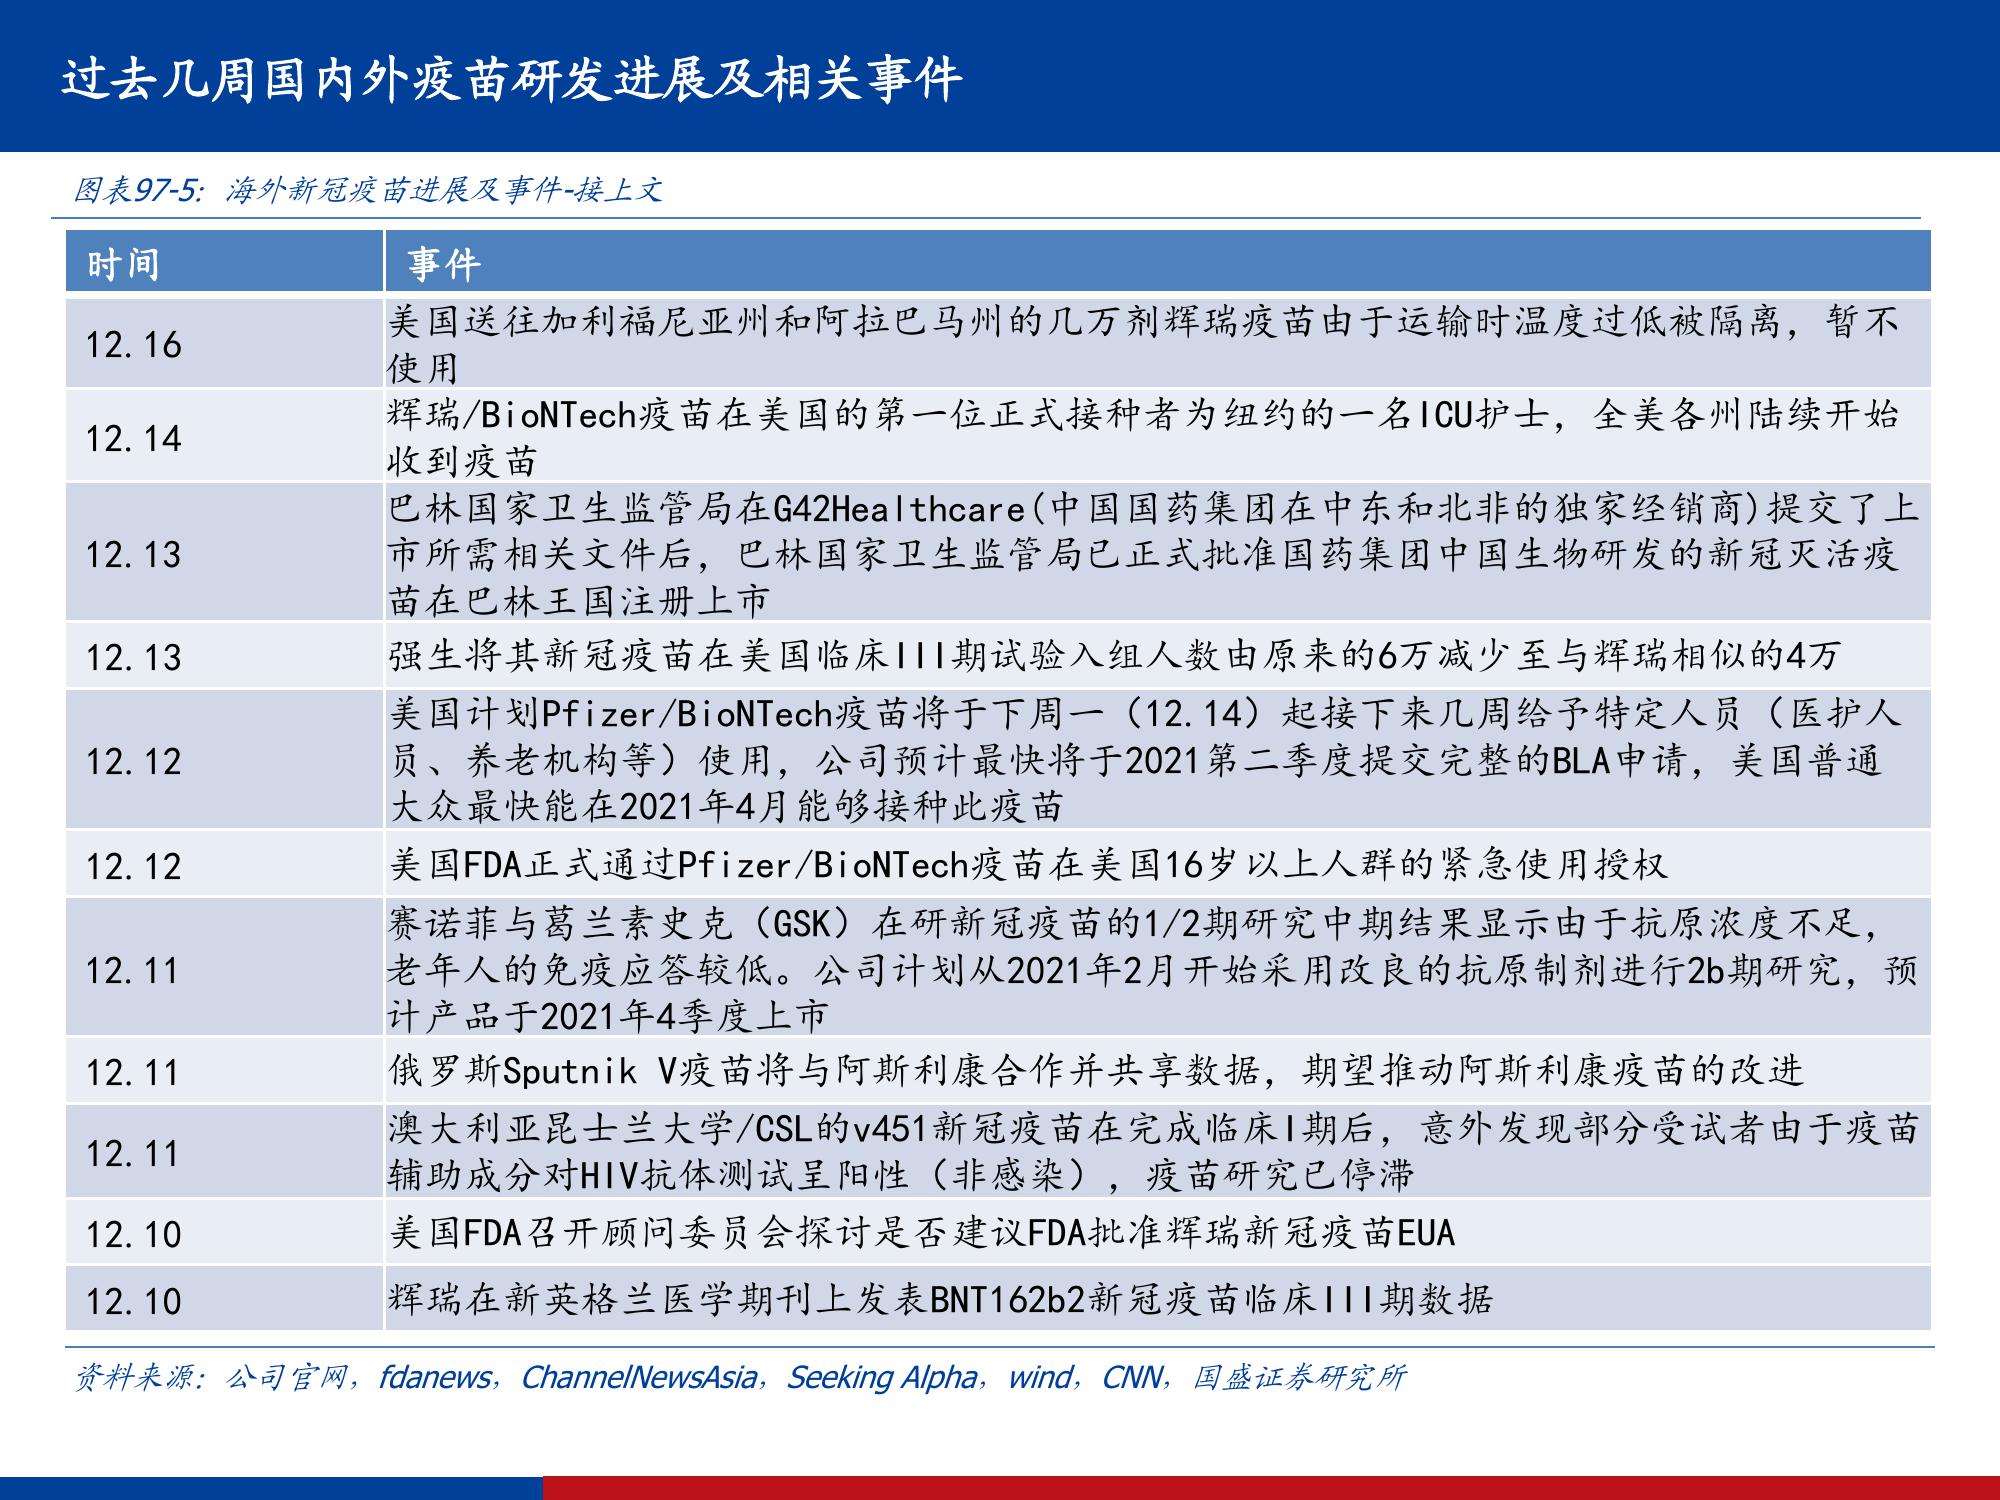 过去几周国内外疫苗研发进展及相关事件
图表97-5：海外新冠疫苗进展及事件-接上文
时间
事件
12.16
美国送往加利福尼亚州和阿拉巴马州的几万剂辉瑞疫苗由于运输时温度过低被隔离，暂不
使用
12.14
辉瑞/BioNTech疫苗在美国的第一位正式接种者为纽约的一名ICU护士，全美各州陆续开始
收到疫苗
12.13
巴林国家卫生监管局在G42Healthcare(中国国药集团在中东和北非的独家经销商)提交了上
市所需相关文件后，巴林国家卫生监管局已正式批准国药集团中国生物研发的新冠灭活疫
苗在巴林王国注册上市
12.13
强生将其新冠疫苗在美国临床III期试验入组人数由原来的6万减少至与辉瑞相似的4万
12.12
美国计划Pfizer/BioNTech疫苗将于下周一（12.14）起接下来几周给予特定人员（医护人
员、养老机构等）使用，公司预计最快将于2021第二季度提交完整的BLA申请，美国普通
大众最快能在2021年4月能够接种此疫苗
12.12
美国FDA正式通过Pfizer/BioNTech疫苗在美国16岁以上人群的紧急使用授权
12.11
赛诺菲与葛兰素史克（GSK）在研新冠疫苗的1/2期研究中期结果显示由于抗原浓度不足，
老年人的免疫应答较低。公司计划从2021年2月开始采用改良的抗原制剂进行2b期研究，预
计产品于2021年4季度上市
12.11
俄罗斯Sputnik V疫苗将与阿斯利康合作并共享数据，期望推动阿斯利康疫苗的改进
12.11
澳大利亚昆士兰大学/CSL的v451新冠疫苗在完成临床I期后，意外发现部分受试者由于疫苗
辅助成分对HIV抗体测试呈阳性（非感染），疫苗研究已停滞
12.10
美国FDA召开顾问委员会探讨是否建议FDA批准辉瑞新冠疫苗EUA
12.10
辉瑞在新英格兰医学期刊上发表BNT162b2新冠疫苗临床III期数据
资料来源：公司官网，fdanews，ChannelNewsAsia，Seeking Alpha，wind，CNN，国盛证券研究所